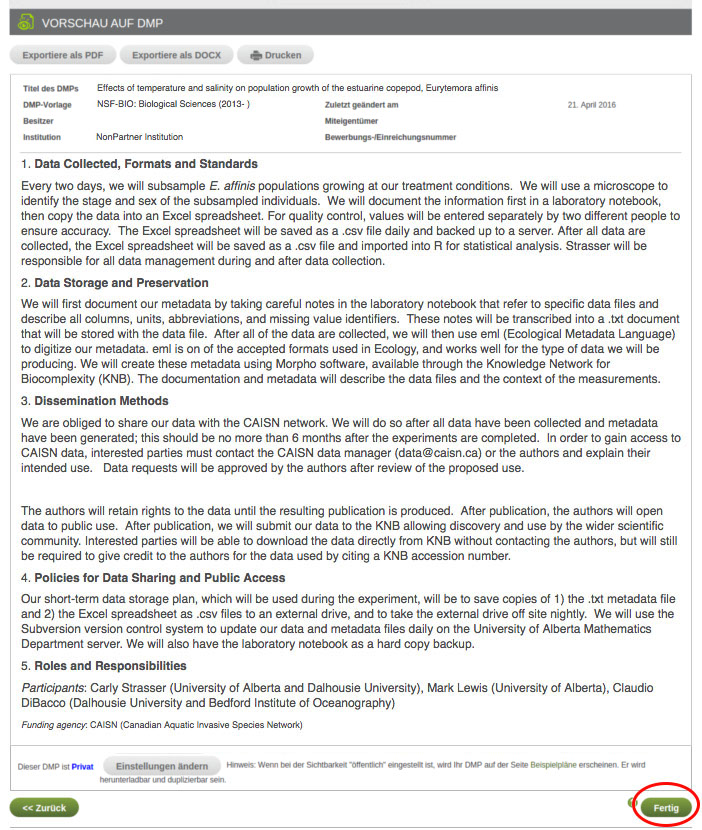 VORSCHAU AUF DMP
Exportiere als PDF Exportiere als DOCX Drucken
Titel des DMPs Effects of temperature and salinity on population growth of the estuarine copepod, Eurytemora affinis
DMP-Vorlage NSF-BIO: Biological Sciences (2013- ) Zuletzt geändert am 21. April 2016
Besitzer Miteigentümer
Institution NonPartner Institution Bewerbungs-/Einreichungsnummer
1. Data Collected, Formats and Standards
Every two days, we will subsample E. affinis populations growing at our treatment conditions. We will use a microscope to
identify the stage and sex of the subsampled individuals. We will document the information first in a laboratory notebook,
then copy the data into an Excel spreadsheet. For quality control, values will be entered separately by two different people to
ensure accuracy. The Excel spreadsheet will be saved as a .csv file daily and backed up to a server. After all data are
collected, the Excel spreadsheet will be saved as a .csv file and imported into R for statistical analysis. Strasser will be
responsible for all data management during and after data collection.
2. Data Storage and Preservation
We will first document our metadata by taking careful notes in the laboratory notebook that refer to specific data files and
describe all columns, units, abbreviations, and missing value identifiers. These notes will be transcribed into a .txt document
that will be stored with the data file. After all of the data are collected, we will then use eml (Ecological Metadata Language)
to digitize our metadata. eml is on of the accepted formats used in Ecology, and works well for the type of data we will be
producing. We will create these metadata using Morpho software, available through the Knowledge Network for
Biocomplexity (KNB). The documentation and metadata will describe the data files and the context of the measurements.
3. Dissemination Methods
We are obliged to share our data with the CAISN network. We will do so after all data have been collected and metadata
have been generated; this should be no more than 6 months after the experiments are completed. In order to gain access to
CAISN data, interested parties must contact the CAISN data manager (data@caisn.ca) or the authors and explain their
intended use. Data requests will be approved by the authors after review of the proposed use.
The authors will retain rights to the data until the resulting publication is produced. After publication, the authors will open
data to public use. After publication, we will submit our data to the KNB allowing discovery and use by the wider scientific
community. Interested parties will be able to download the data directly from KNB without contacting the authors, but will still
be required to give credit to the authors for the data used by citing a KNB accession number.
4. Policies for Data Sharing and Public Access
Our short-term data storage plan, which will be used during the experiment, will be to save copies of 1) the .txt metadata file
and 2) the Excel spreadsheet as .csv files to an external drive, and to take the external drive off site nightly. We will use the
Subversion version control system to update our data and metadata files daily on the University of Alberta Mathematics
Department server. We will also have the laboratory notebook as a hard copy backup.
5. Roles and Responsibilities
Participants: Carly Strasser (University of Alberta and Dalhousie University), Mark Lewis (University of Alberta), Claudio
DiBacco (Dalhousie University and Bedford Institute of Oceanography)
Funding agency: CAISN (Canadian Aquatic Invasive Species Network)
Dieser DMP ist Privat Einstellungen ändern Hinweis: Wenn bei der Sichtbarkeit "öffentlich" eingestellt ist, wird Ihr DMP auf der Seite Beispielpläne erscheinen. Er wird
herunterladbar und duplizierbar sein.
<< Zurück Fertig